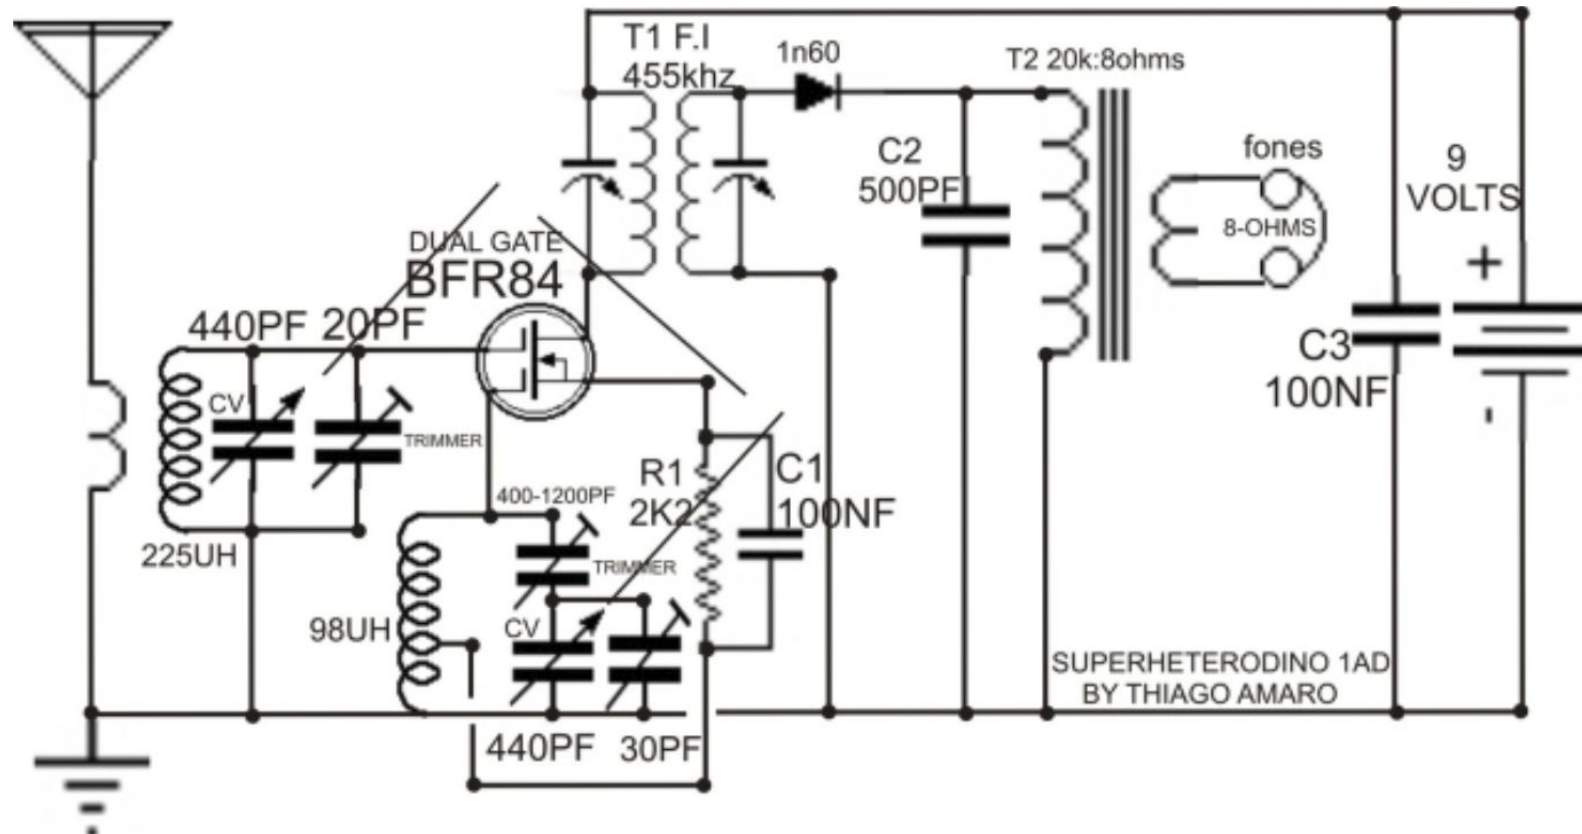 T1 F.I
455khz
1n60
T2 20k:8ohms
C2
500PF
fones
8-OHMS
9
VOLTS
+
-
DUAL GATE
BFR84
440PF 20PF
CV
TRIMMER
225UH
C3
100NF
R1
2K2
C1
100NF
400-1200PF
TRIMMER
98UH
CV
440PF 30PF
SUPERHETERODINO 1AD
BY THIAGO AMARO